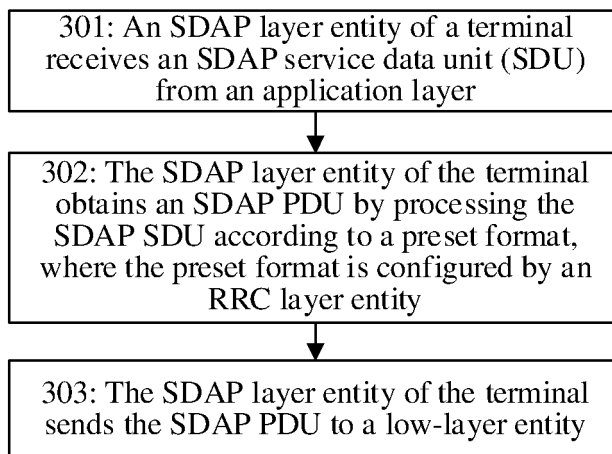 301: An SDAP layer entity of a terminal
receives an SDAP service data unit (SDU)
from an application layer
302: The SDAP layer entity of the terminal
obtains an SDAP PDU by processing the
SDAP SDU according to a preset format,
where the preset format is configured by an
RRC layer entity
303: The SDAP layer entity of the terminal
sends the SDAP PDU to a low-layer entity